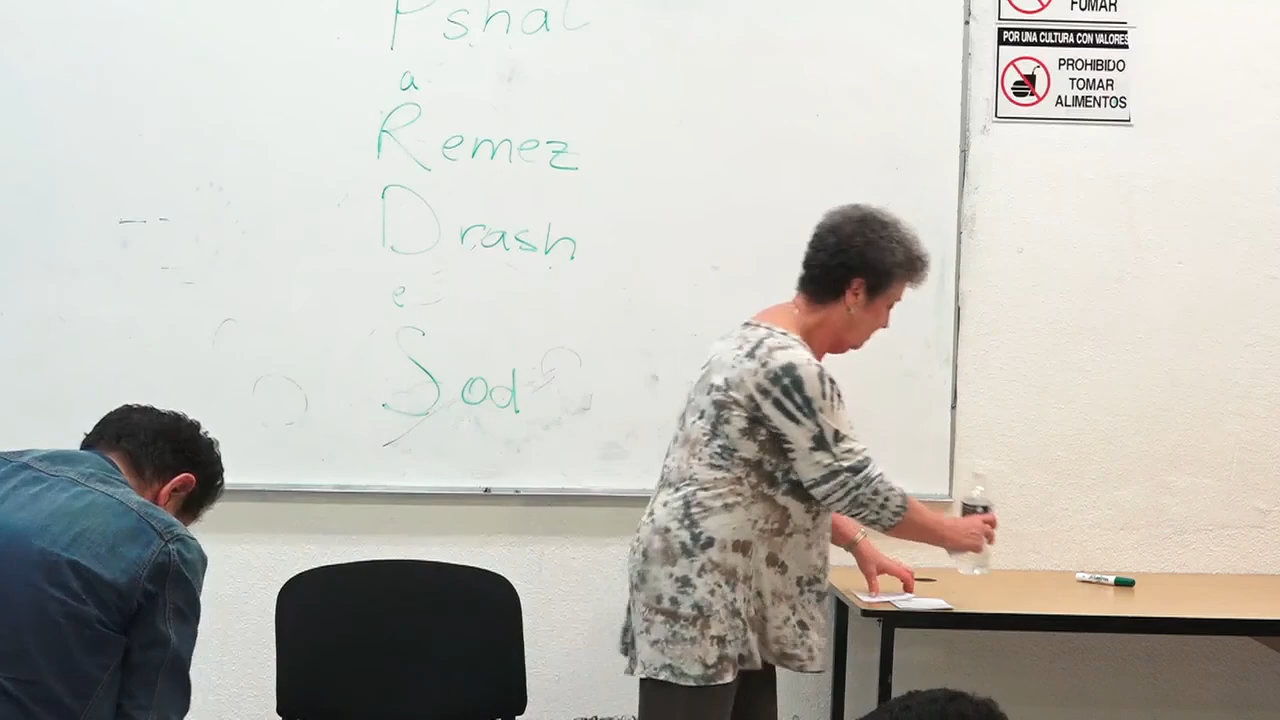 Pshat
a
Remez
Drash
e
Sod
FUMAR
POR UNA CULTURA CON VALORES
PROHIBIDO
TOMAR
ALIMENTOS